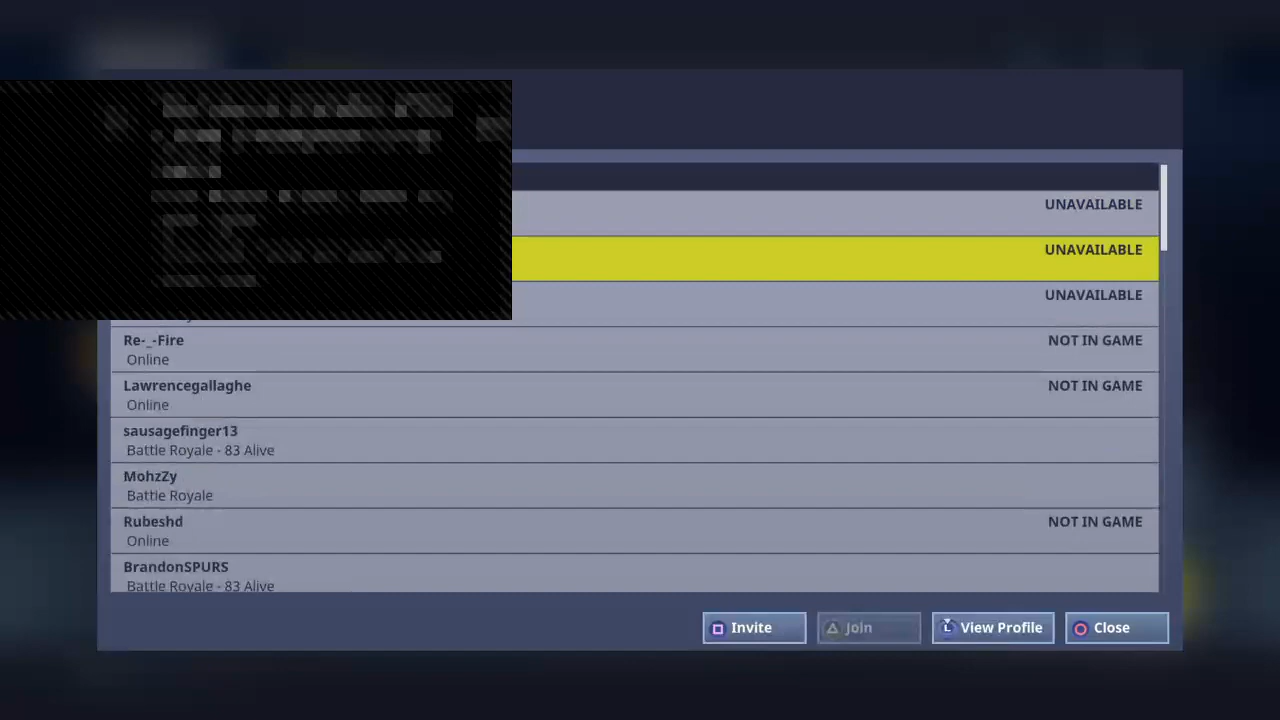 UNAVAILABLE
UNAVAILABLE
UNAVAILABLE
Re-_-Fire
NOT IN GAME
Online
Lawrencegallaghe
NOT IN GAME
Online
sausagefinger13
Battle Royale - 83 Alive
MohzZy
Battle Royale
Rubeshd
NOT IN GAME
Online
BrandonSPURS
Battle Royale - 83 Alive
Invite
Join
View Profile
Close